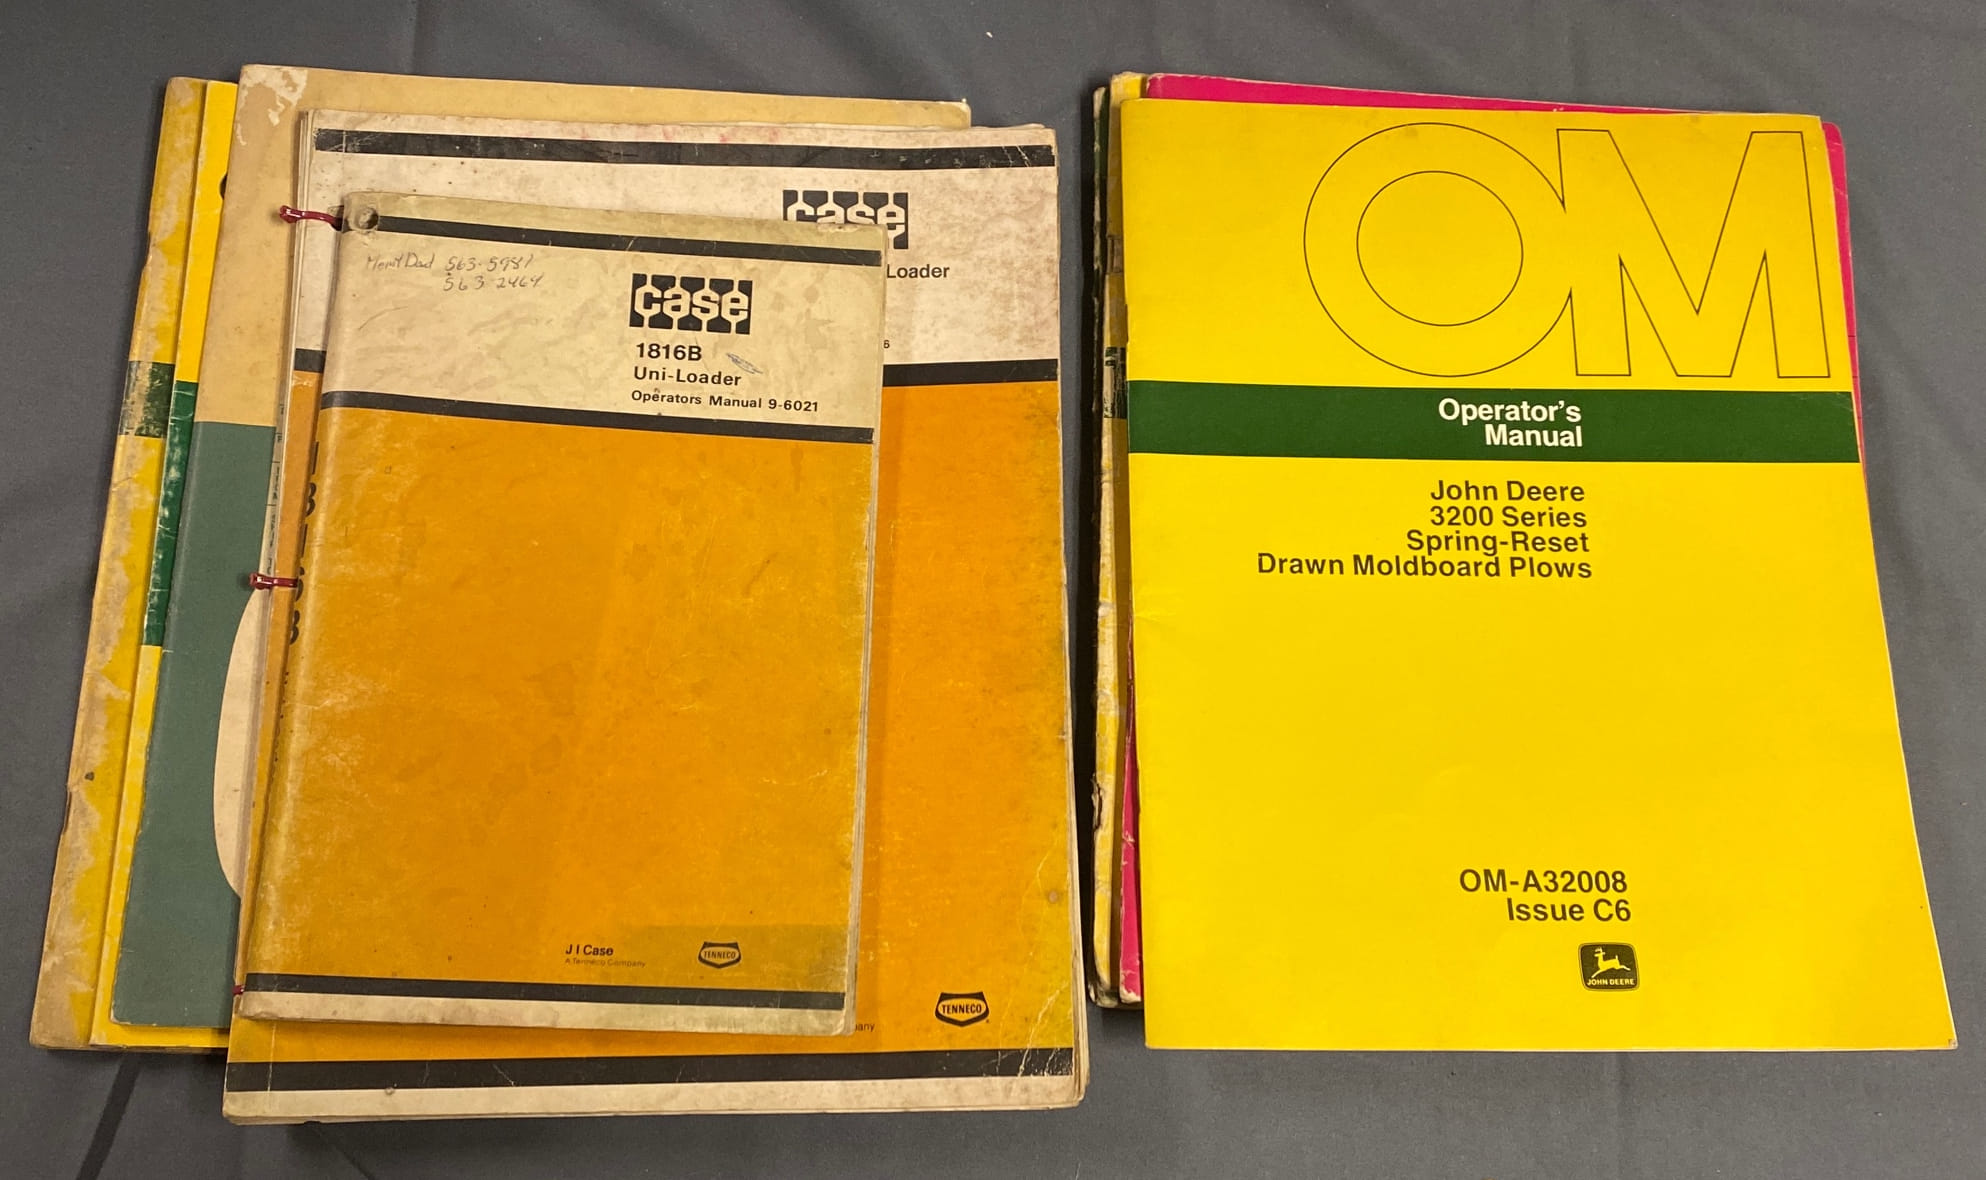 case
Loader
6
Mom & Dad 563-5981
563-2464
case
1816B
Uni-Loader
Operators Manual 9-6021
J I Case
A Tenneco Company
TENNECO
any
TENNECO
OM
Operator's
Manual
John Deere
3200 Series
Spring-Reset
Drawn Moldboard Plows
OM-A32008
Issue C6
JOHN DEERE